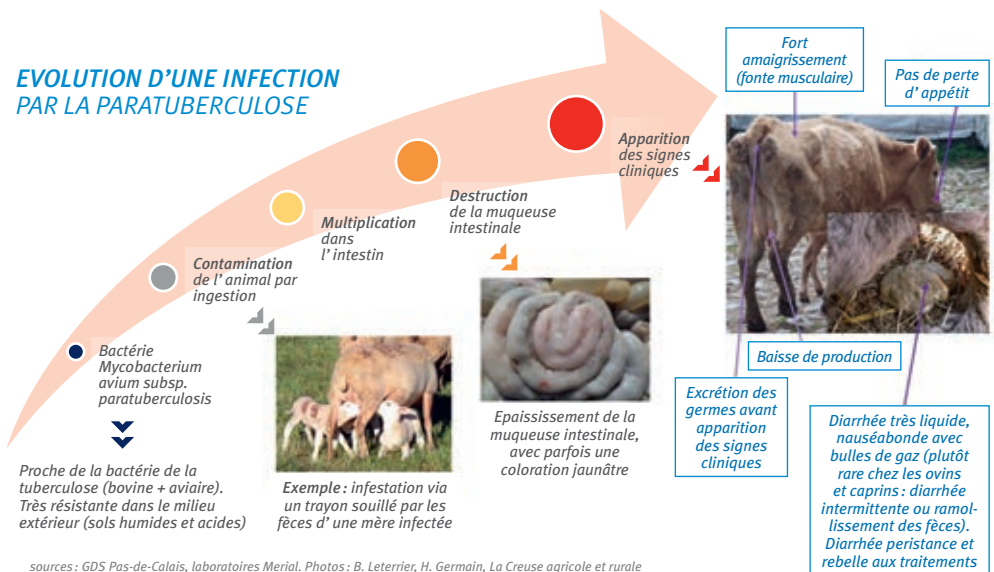 EVOLUTION D'UNE INFECTION
PAR LA PARATUBERCULOSE
Bactérie
Mycobacterium
avium subsp.
paratuberculosis
Proche de la bactérie de la
tuberculose (bovine + aviaire).
Très résistante dans le milieu
extérieur (sols humides et acides)
Contamination
de l'animal par
ingestion
Exemple : infestation via
un trayon souillé par les
fèces d'une mère infectée
Multiplication
dans
l'intestin
Destruction
de la muqueuse
intestinale
Epaississement de la
muqueuse intestinale,
avec parfois une
coloration jaunâtre
Apparition
des signes
cliniques
Fort
amaigrissement
(fonte musculaire)
Pas de perte
d'appétit
Baisse de production
Excrétion des
germes avant
apparition
des signes
cliniques
Diarrhée très liquide,
nauséabonde avec
bulles de gaz (plutôt
rare chez les ovins
et caprins : diarrhée
intermittente ou ramol-
lissement des fèces).
Diarrhée peristance et
rebelle aux traitements
sources : GDS Pas-de-Calais, laboratoires Merial. Photos : B. Leterrier, H. Germain, La Creuse agricole et rurale